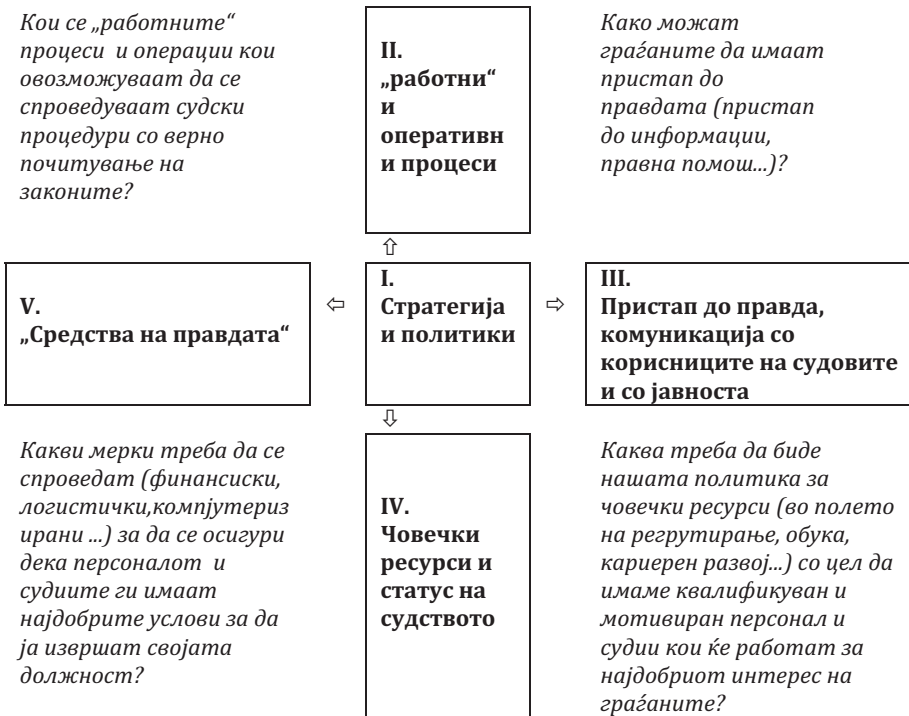 Кои се „работните“
процеси и операции кои
овозможуваат да се
спроведуваат судски
процедури со верно
почитување на
законите?
II.
„работни“
и
оперативн
и процеси
Како можат
граѓаните да имаат
пристап до
правдата (пристап
до информации,
правна помош...)?
⇧
V.
„Средства на правдата“
⇦
I.
Стратегија
и политики
⇨
III.
Пристап до правда,
комуникација со
корисниците на судовите
и со јавноста
⇩
Какви мерки треба да се
спроведат (финансиски,
логистички,компјутериз
ирани ...) за да се осигури
дека персоналот и
судиите ги имаат
најдобрите услови за да
ја извршат својата
должност?
IV.
Човечки
ресурси и
статус на
судството
Каква треба да биде
нашата политика за
човечки ресурси (во полето
на регрутирање, обука,
кариерен развој...) со цел да
имаме квалификуван и
мотивиран персонал и
судии кои ќе работат за
најдобриот интерес на
граѓаните?